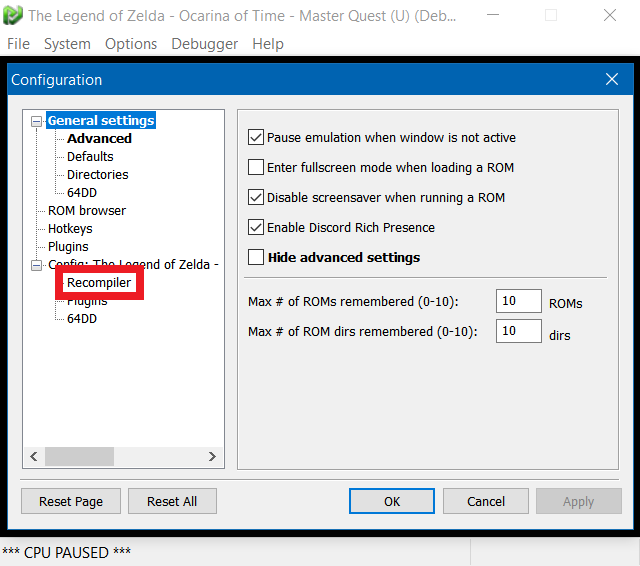 The Legend of Zelda - Ocarina of Time - Master Quest (U) (Deb...
File System Options Debugger Help
Configuration
General settings
Advanced
Defaults
Directories
64DD
ROM browser
Hotkeys
Plugins
Config: The Legend of Zelda -
Recompiler
Plugins
64DD
Pause emulation when window is not active
Enter fullscreen mode when loading a ROM
Disable screensaver when running a ROM
Enable Discord Rich Presence
Hide advanced settings
Max # of ROMs remembered (0-10): 10 ROMs
Max # of ROM dirs remembered (0-10): 10 dirs
Reset Page Reset All OK Cancel Apply
*** CPU PAUSED ***